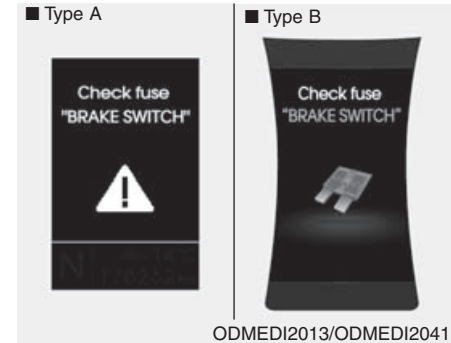 ■ Type A
Check fuse
"BRAKE SWITCH"
N
■ Type B
Check fuse
"BRAKE SWITCH"
ODMEDI2013/ODMEDI2041